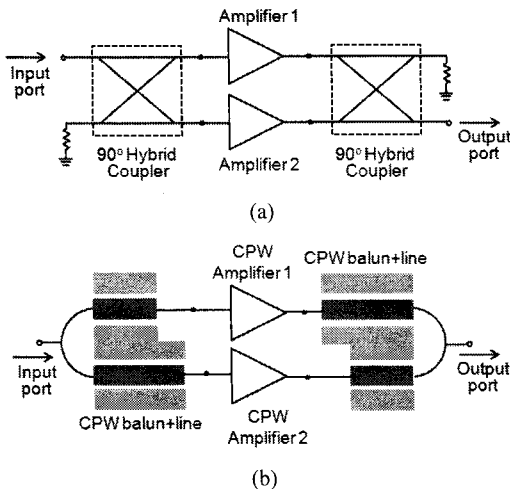 Amplifier 1
Input
port
90° Hybrid
Coupler
Amplifier 2
90° Hybrid
Coupler
Output
port
(a)
CPW
Amplifier 1
CPW balun+line
Input
port
Output
port
CPW balun+line
CPW
Amplifier 2
(b)